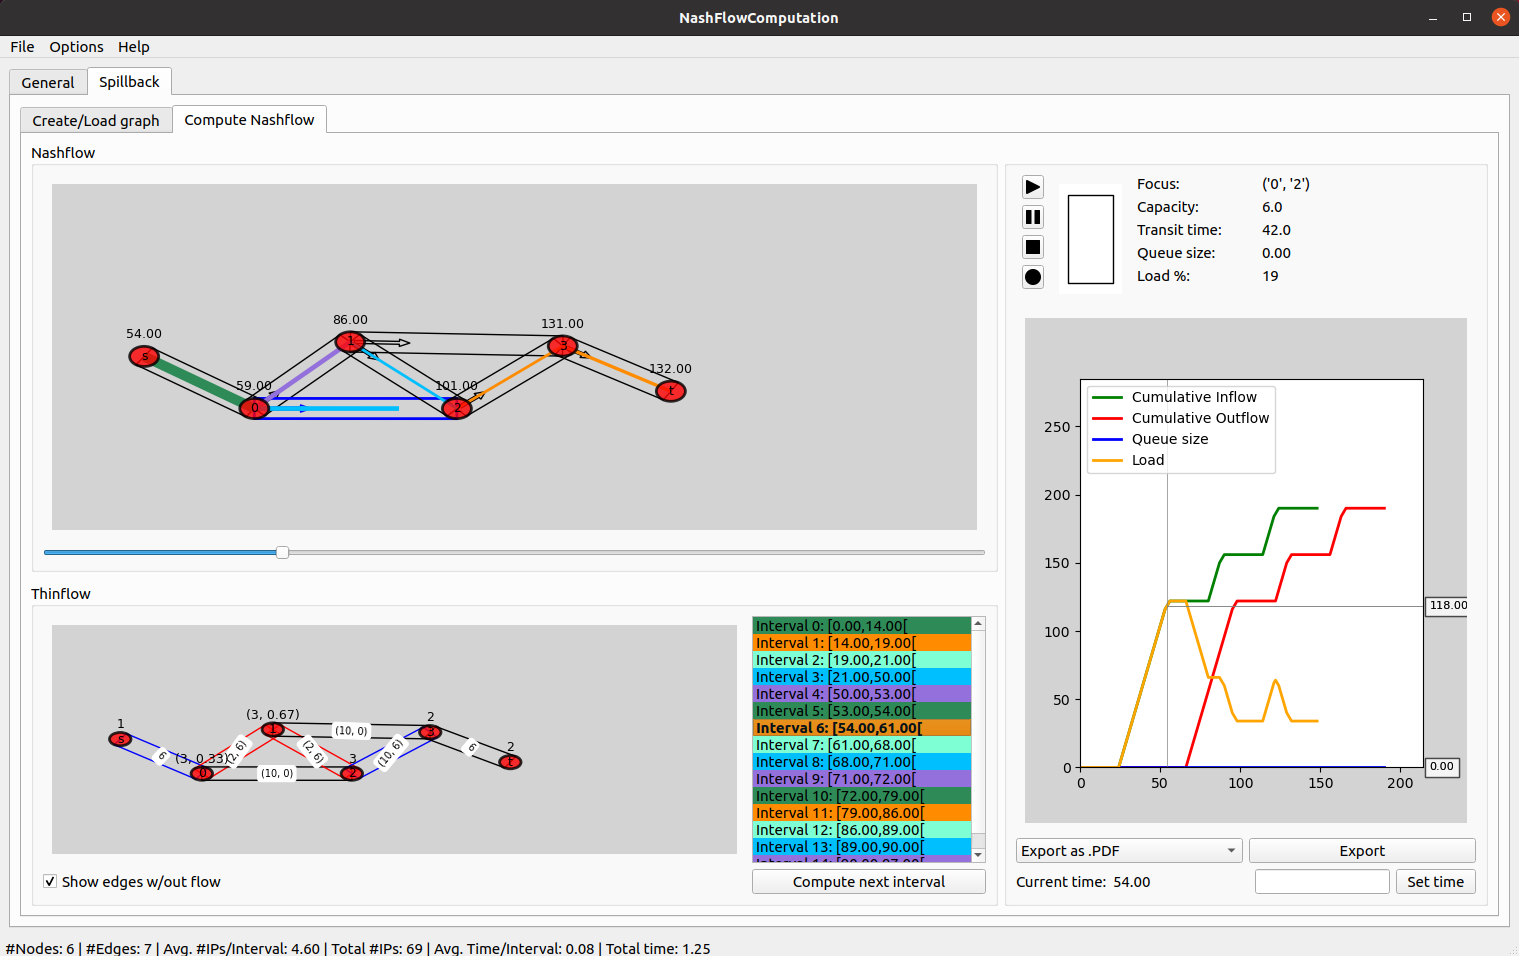 NashFlowComputation
File Options Help
General Spillback
Create/Load graph Compute Nashflow
Nashflow
54.00
59.00
86.00
101.00
131.00
132.00
s
0
1
2
3
t
Focus: ('0', '2')
Capacity: 6.0
Transit time: 42.0
Queue size: 0.00
Load %: 19
Cumulative Inflow
Cumulative Outflow
Queue size
Load
250
200
150
100
50
0
0 50 100 150 200
118.00
0.00
Thinflow
1
(3, 0.33)
(3, 0.67)
3
2
2
s
0
1
2
3
t
6
(2, 6)
(10, 0)
(10, 0)
(2, 6)
(10, 6)
6
Interval 0: [0.00,14.00[
Interval 1: [14.00,19.00[
Interval 2: [19.00,21.00[
Interval 3: [21.00,50.00[
Interval 4: [50.00,53.00[
Interval 5: [53.00,54.00[
Interval 6: [54.00,61.00[
Interval 7: [61.00,68.00[
Interval 8: [68.00,71.00[
Interval 9: [71.00,72.00[
Interval 10: [72.00,79.00[
Interval 11: [79.00,86.00[
Interval 12: [86.00,89.00[
Interval 13: [89.00,90.00[
Show edges w/out flow
Compute next interval
Export as .PDF Export
Current time: 54.00 Set time
#Nodes: 6 | #Edges: 7 | Avg. #IPs/Interval: 4.60 | Total #IPs: 69 | Avg. Time/Interval: 0.08 | Total time: 1.25